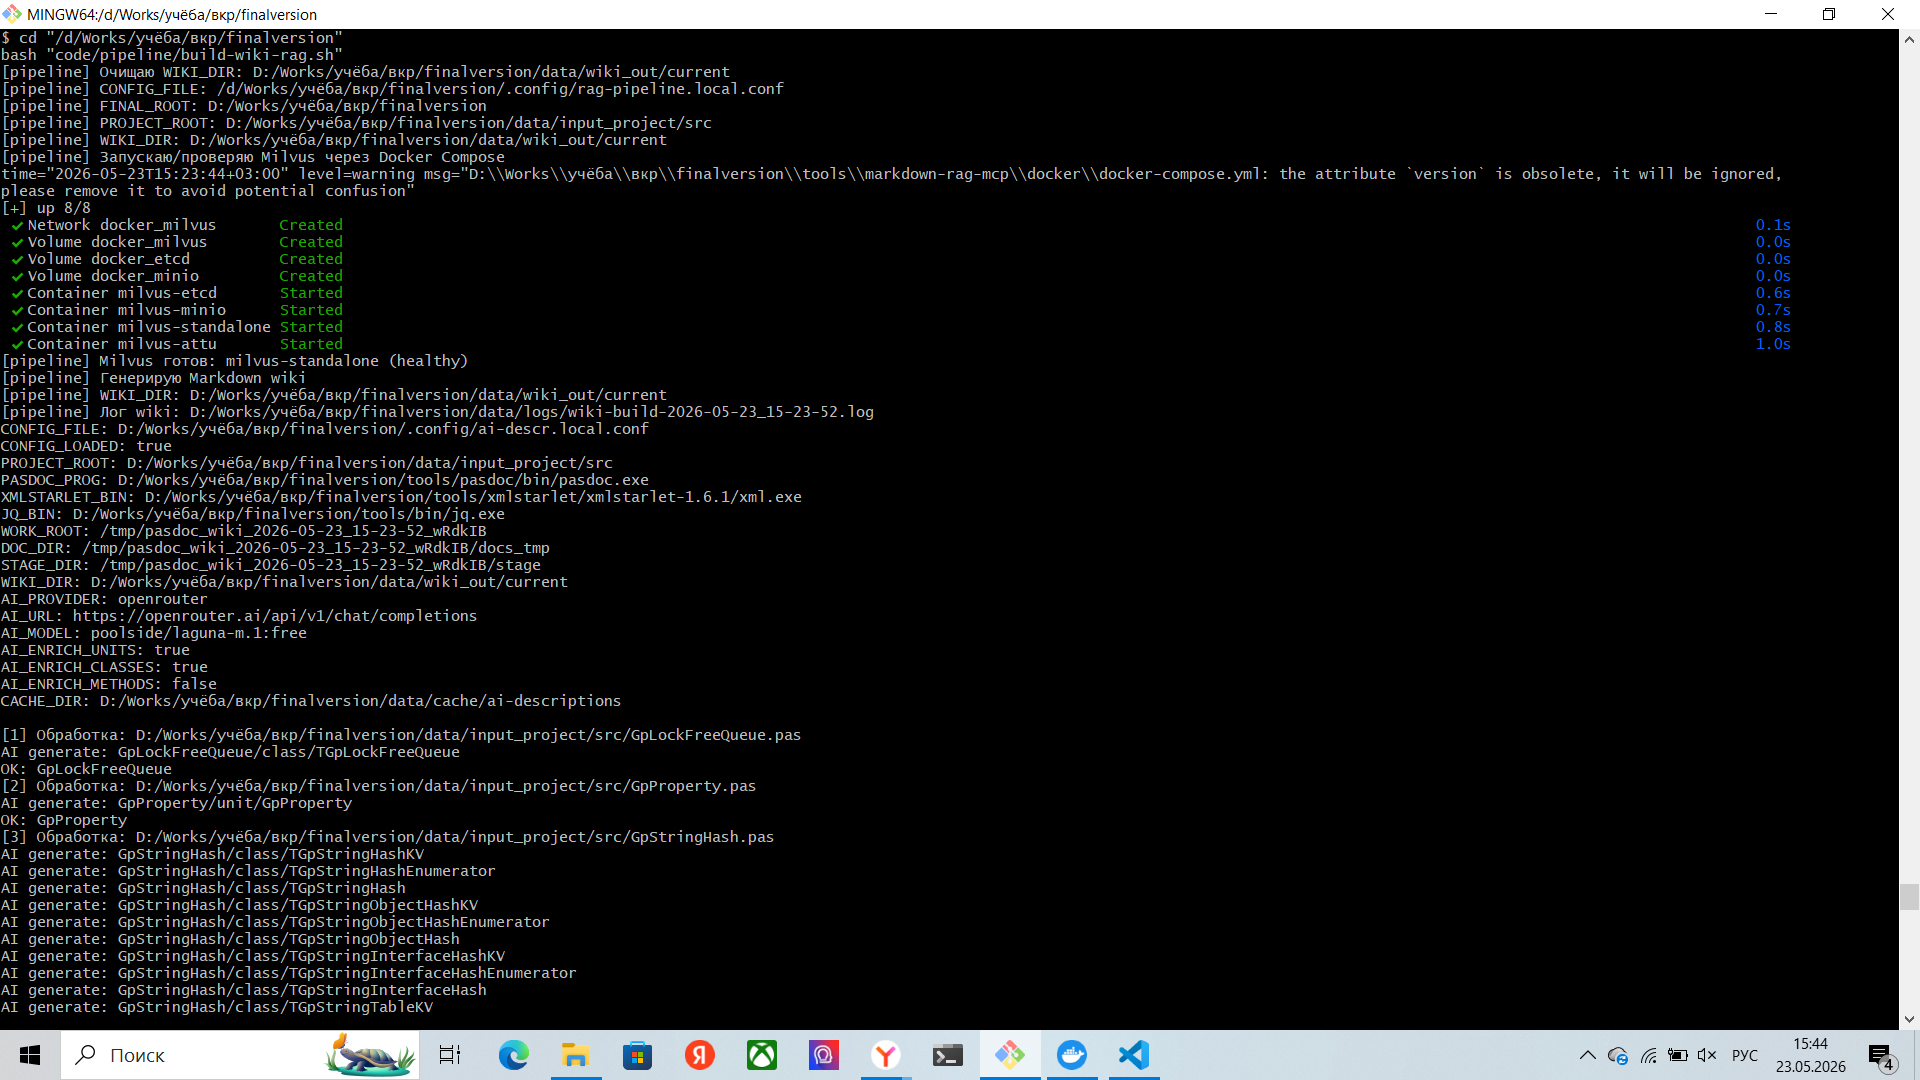 MINGW64:/d/Works/учёба/вкр/finalversion
$ cd "/d/Works/учёба/вкр/finalversion"
bash "code/pipeline/build-wiki-rag.sh"
[pipeline] Очищаю WIKI_DIR: D:/Works/учёба/вкр/finalversion/data/wiki_out/current
[pipeline] CONFIG_FILE: /d/Works/учёба/вкр/finalversion/.config/rag-pipeline.local.conf
[pipeline] FINAL_ROOT: D:/Works/учёба/вкр/finalversion
[pipeline] PROJECT_ROOT: D:/Works/учёба/вкр/finalversion/data/input_project/src
[pipeline] WIKI_DIR: D:/Works/учёба/вкр/finalversion/data/wiki_out/current
[pipeline] Запускаю/проверяю Milvus через Docker Compose
time="2026-05-23T15:23:44+03:00" level=warning msg="D:\\Works\\учёба\\вкр\\finalversion\\tools\\markdown-rag-mcp\\docker\\docker-compose.yml: the attribute `version` is obsolete, it will be ignored,
please remove it to avoid potential confusion"
[+] up 8/8
✔ Network docker_milvus Created 0.1s
✔ Volume docker_milvus Created 0.0s
✔ Volume docker_etcd Created 0.0s
✔ Volume docker_minio Created 0.0s
✔ Container milvus-etcd Started 0.6s
✔ Container milvus-minio Started 0.7s
✔ Container milvus-standalone Started 0.8s
✔ Container milvus-attu Started 1.0s
[pipeline] Milvus готов: milvus-standalone (healthy)
[pipeline] Генерирую Markdown wiki
[pipeline] WIKI_DIR: D:/Works/учёба/вкр/finalversion/data/wiki_out/current
[pipeline] Лог wiki: D:/Works/учёба/вкр/finalversion/data/logs/wiki-build-2026-05-23_15-23-52.log
CONFIG_FILE: D:/Works/учёба/вкр/finalversion/.config/ai-descr.local.conf
CONFIG_LOADED: true
PROJECT_ROOT: D:/Works/учёба/вкр/finalversion/data/input_project/src
PASDOC_PROG: D:/Works/учёба/вкр/finalversion/tools/pasdoc/bin/pasdoc.exe
XMLSTARLET_BIN: D:/Works/учёба/вкр/finalversion/tools/xmlstarlet/xmlstarlet-1.6.1/xml.exe
JQ_BIN: D:/Works/учёба/вкр/finalversion/tools/bin/jq.exe
WORK_ROOT: /tmp/pasdoc_wiki_2026-05-23_15-23-52_wRdkIB
DOC_DIR: /tmp/pasdoc_wiki_2026-05-23_15-23-52_wRdkIB/docs_tmp
STAGE_DIR: /tmp/pasdoc_wiki_2026-05-23_15-23-52_wRdkIB/stage
WIKI_DIR: D:/Works/учёба/вкр/finalversion/data/wiki_out/current
AI_PROVIDER: openrouter
AI_URL: https://openrouter.ai/api/v1/chat/completions
AI_MODEL: poolside/laguna-m.1:free
AI_ENRICH_UNITS: true
AI_ENRICH_CLASSES: true
AI_ENRICH_METHODS: false
CACHE_DIR: D:/Works/учёба/вкр/finalversion/data/cache/ai-descriptions
[1] Обработка: D:/Works/учёба/вкр/finalversion/data/input_project/src/GpLockFreeQueue.pas
AI generate: GpLockFreeQueue/class/TGpLockFreeQueue
OK: GpLockFreeQueue
[2] Обработка: D:/Works/учёба/вкр/finalversion/data/input_project/src/GpProperty.pas
AI generate: GpProperty/unit/GpProperty
OK: GpProperty
[3] Обработка: D:/Works/учёба/вкр/finalversion/data/input_project/src/GpStringHash.pas
AI generate: GpStringHash/class/TGpStringHashKV
AI generate: GpStringHash/class/TGpStringHashEnumerator
AI generate: GpStringHash/class/TGpStringHash
AI generate: GpStringHash/class/TGpStringObjectHashKV
AI generate: GpStringHash/class/TGpStringObjectHashEnumerator
AI generate: GpStringHash/class/TGpStringObjectHash
AI generate: GpStringHash/class/TGpStringInterfaceHashKV
AI generate: GpStringHash/class/TGpStringInterfaceHashEnumerator
AI generate: GpStringHash/class/TGpStringInterfaceHash
AI generate: GpStringHash/class/TGpStringTableKV
Поиск
РУС
15:44
23.05.2026
4